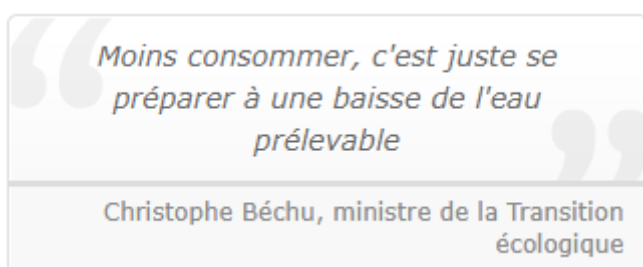 Moins consommer, c'est juste se
préparer à une baisse de l'eau
prélevable
Christophe Béchu, ministre de la Transition
écologique